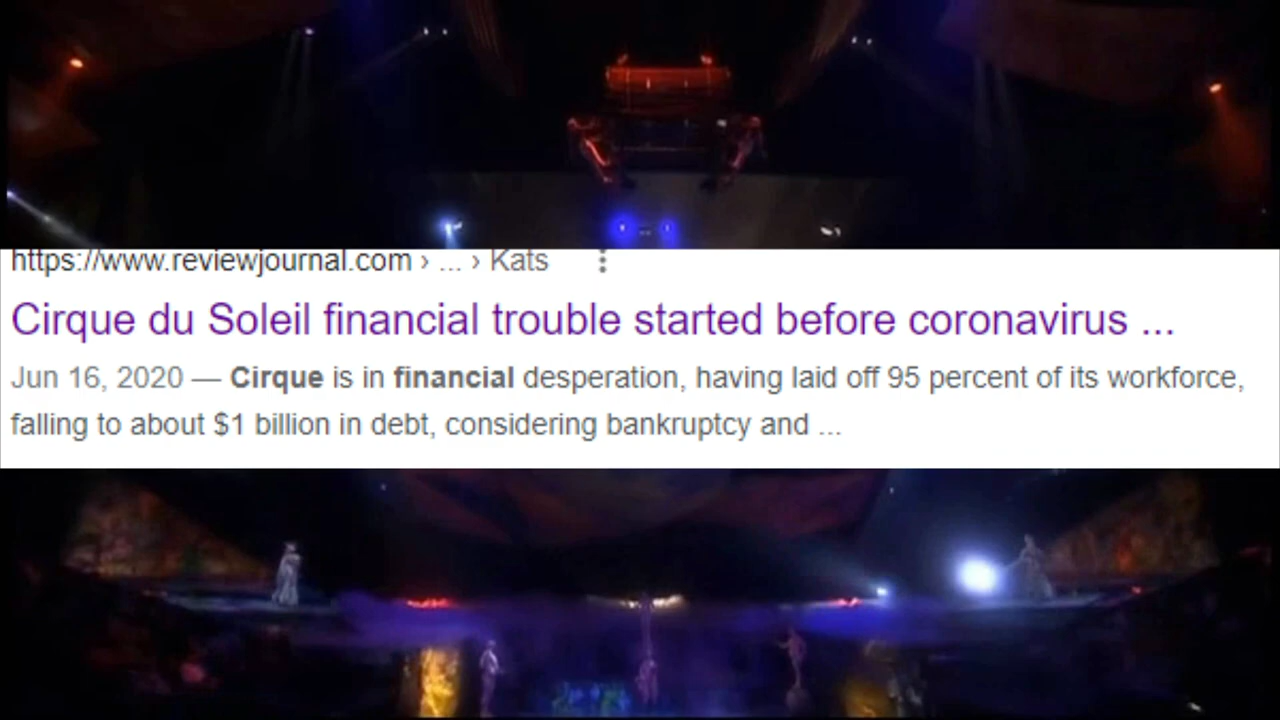 https://www.reviewjournal.com › ... › Kats
Cirque du Soleil financial trouble started before coronavirus ...
Jun 16, 2020 — Cirque is in financial desperation, having laid off 95 percent of its workforce,
falling to about $1 billion in debt, considering bankruptcy and ...